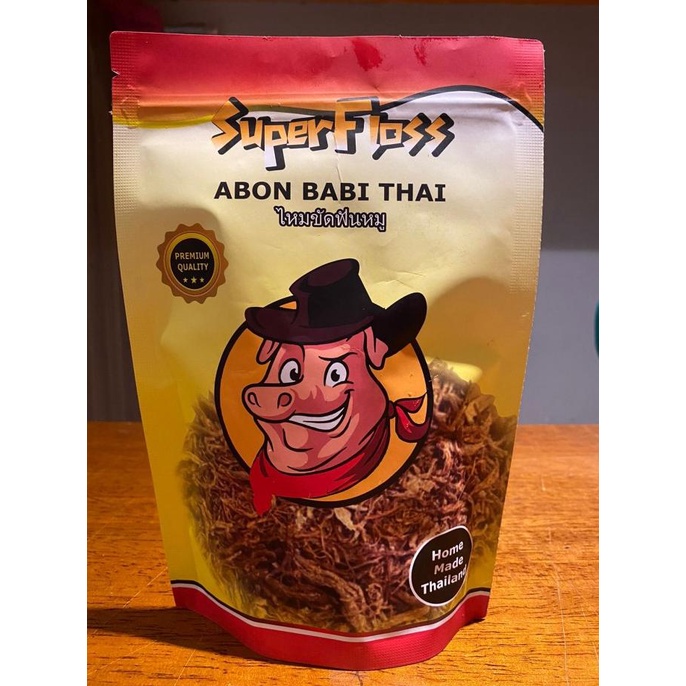 SuperFloss
ABON BABI THAI
ไหมขัดฟันหมู
PREMIUM
QUALITY
Home
Made
Thailand